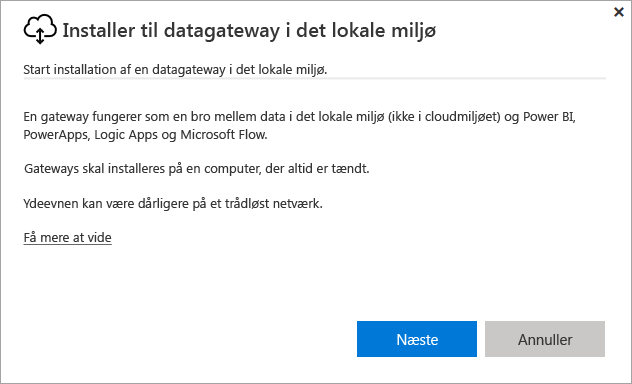 Installer til datagateway i det lokale miljø
Start installation af en datagateway i det lokale miljø.
En gateway fungerer som en bro mellem data i det lokale miljø (ikke i cloudmiljøet) og Power BI,
PowerApps, Logic Apps og Microsoft Flow.
Gateways skal installeres på en computer, der altid er tændt.
Ydeevnen kan være dårligere på et trådløst netværk.
Få mere at vide
Næste
Annuller